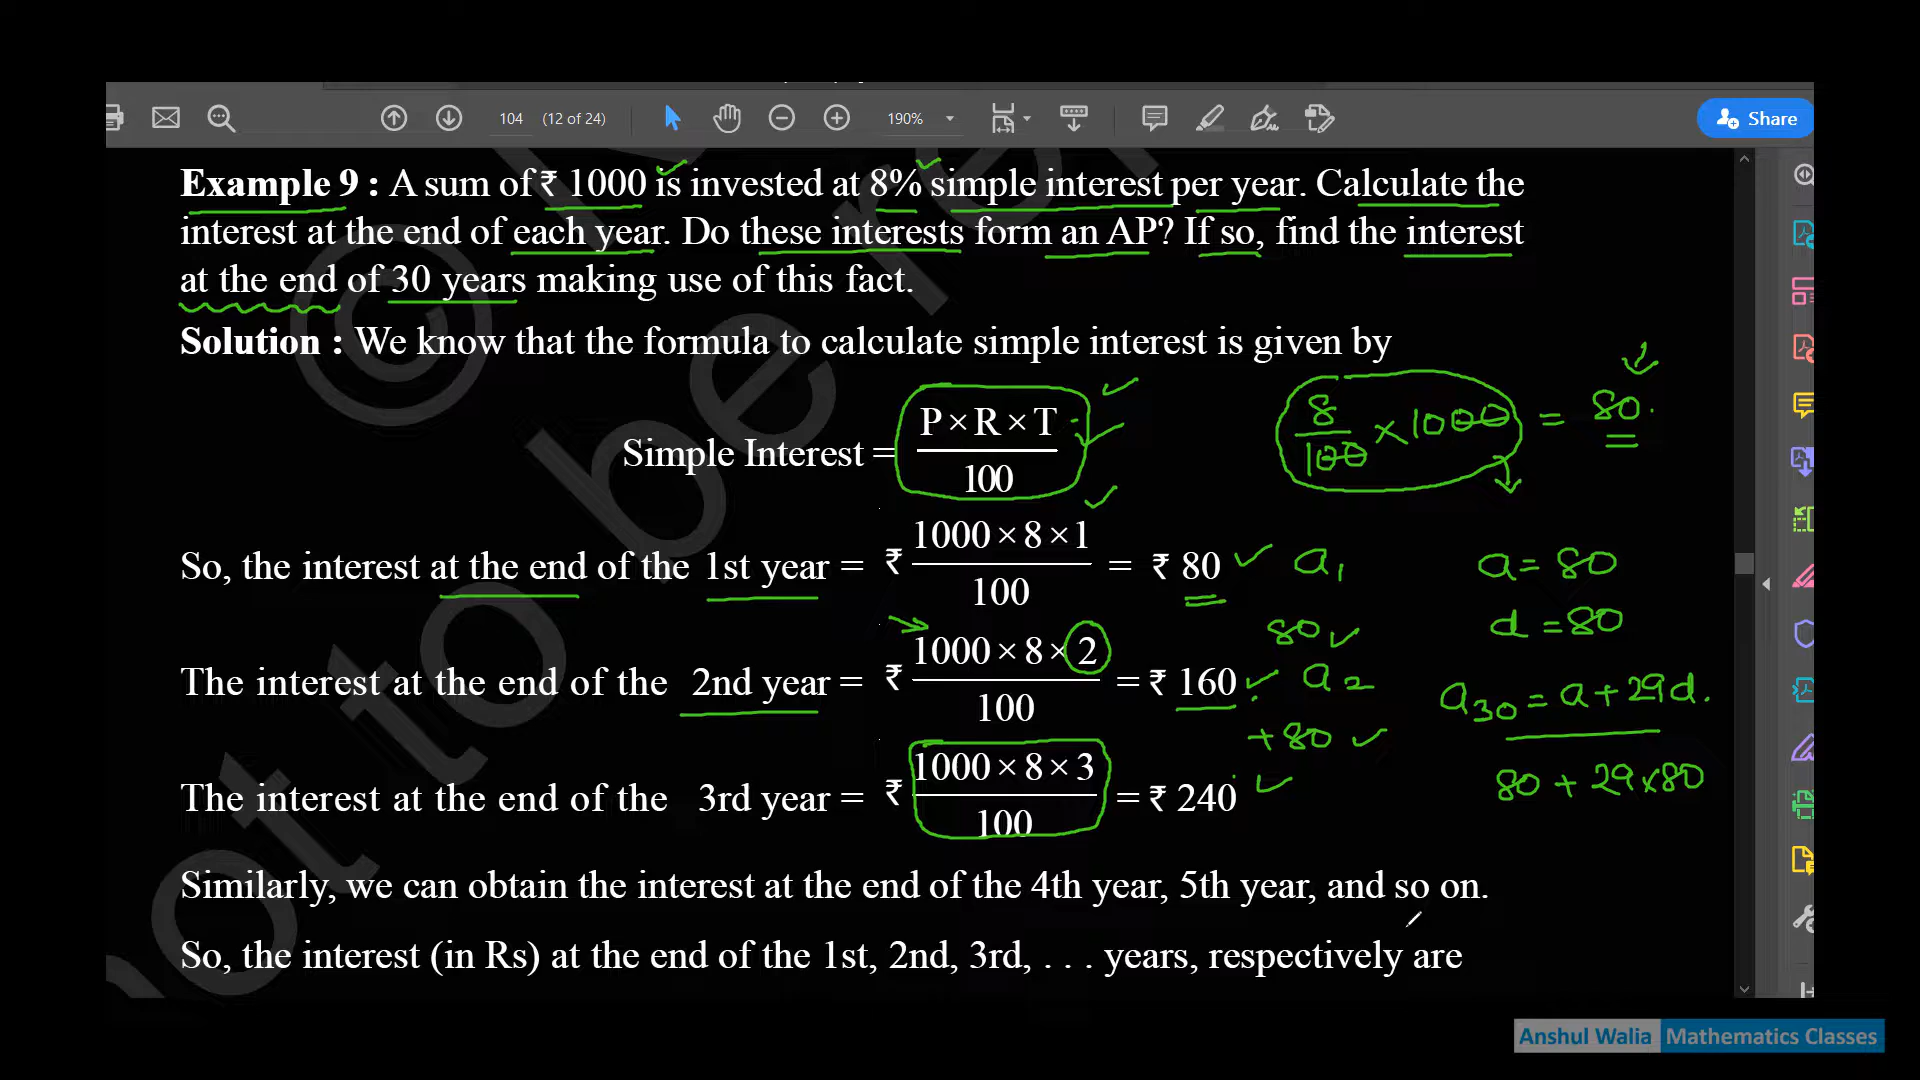 104 (12 of 24) 190% Share
Example 9 : A sum of ₹ 1000 is invested at 8% simple interest per year. Calculate the
interest at the end of each year. Do these interests form an AP? If so, find the interest
at the end of 30 years making use of this fact.
Solution : We know that the formula to calculate simple interest is given by
Simple Interest = P × R × T / 100
8/100 × 1000 = 80.
So, the interest at the end of the 1st year = ₹ 1000 × 8 × 1 / 100 = ₹ 80 a1 a = 80
80 d = 80
The interest at the end of the 2nd year = ₹ 1000 × 8 × 2 / 100 = ₹ 160 a2 a30 = a + 29d.
+80
The interest at the end of the 3rd year = ₹ 1000 × 8 × 3 / 100 = ₹ 240 80 + 29×80
Similarly, we can obtain the interest at the end of the 4th year, 5th year, and so on.
So, the interest (in Rs) at the end of the 1st, 2nd, 3rd, . . . years, respectively are
Anshul Walia Mathematics Classes